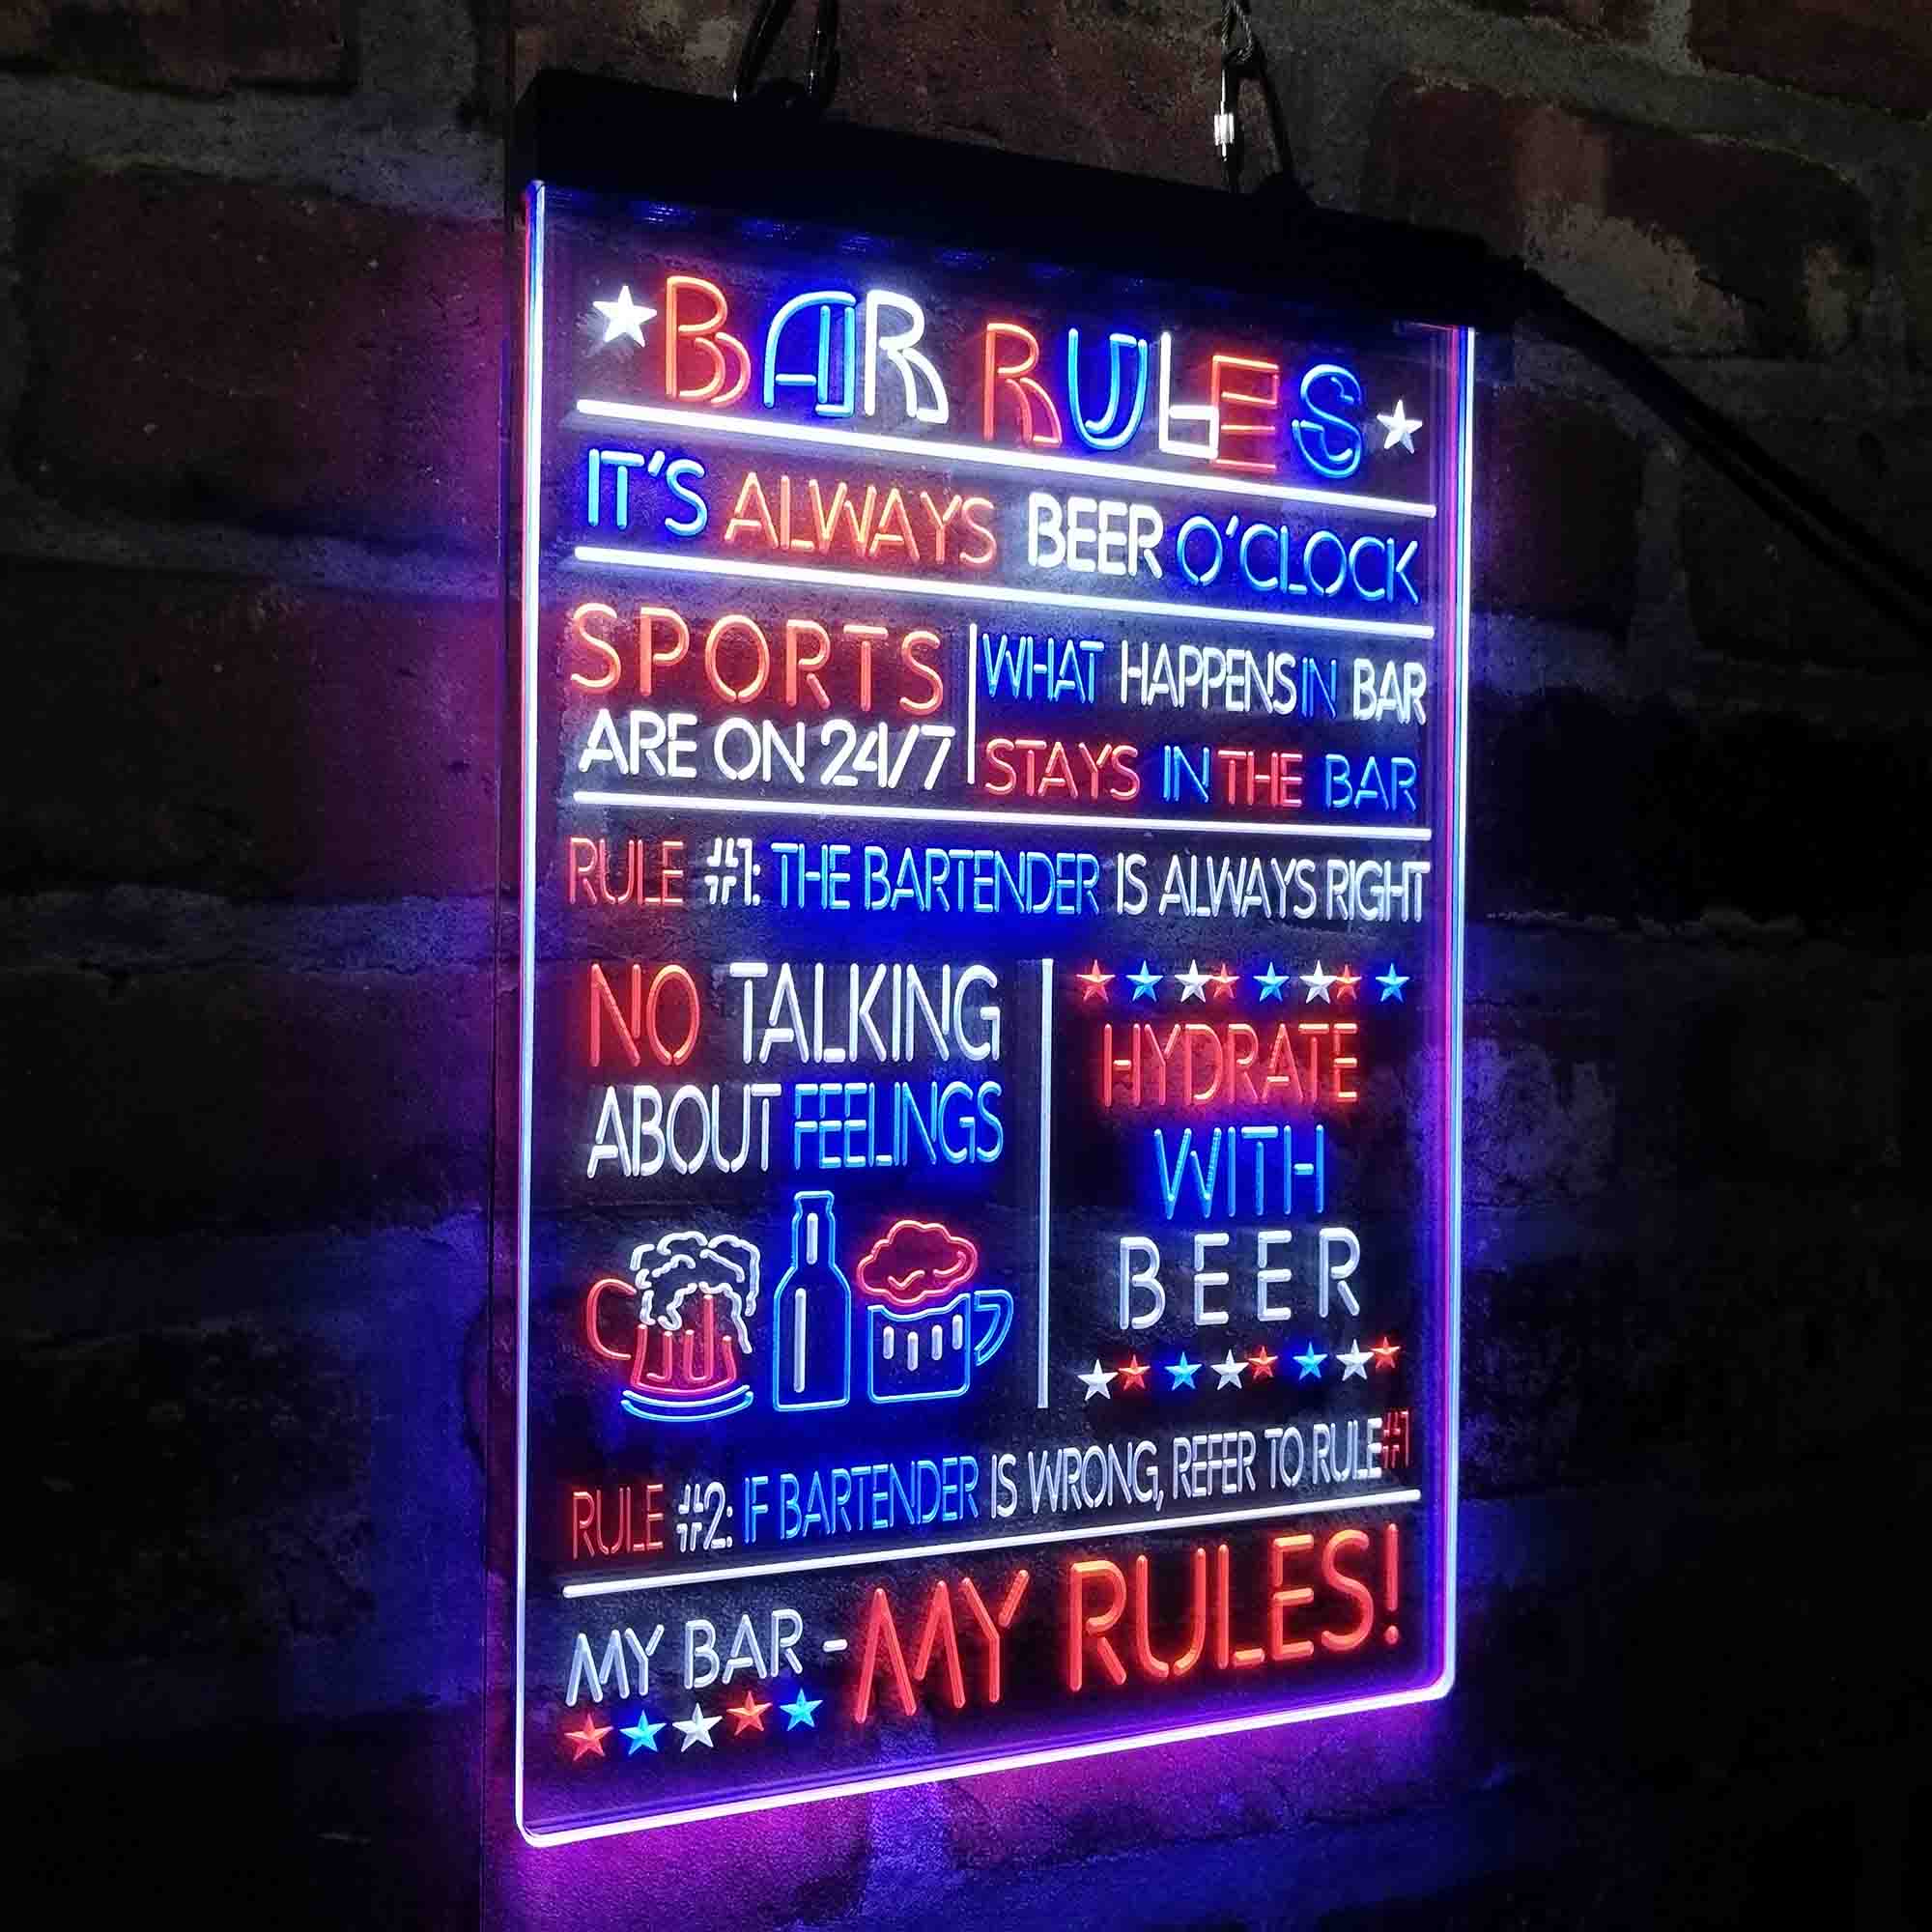 BAR RULES
IT'S ALWAYS BEER O'CLOCK
SPORTS
ARE ON 24/7
WHAT HAPPENS IN BAR
STAYS IN THE BAR
RULE #1: THE BARTENDER IS ALWAYS RIGHT
NO TALKING
ABOUT FEELINGS
HYDRATE
WITH
BEER
RULE #2: IF BARTENDER IS WRONG, REFER TO RULE #1
MY BAR - MY RULES!